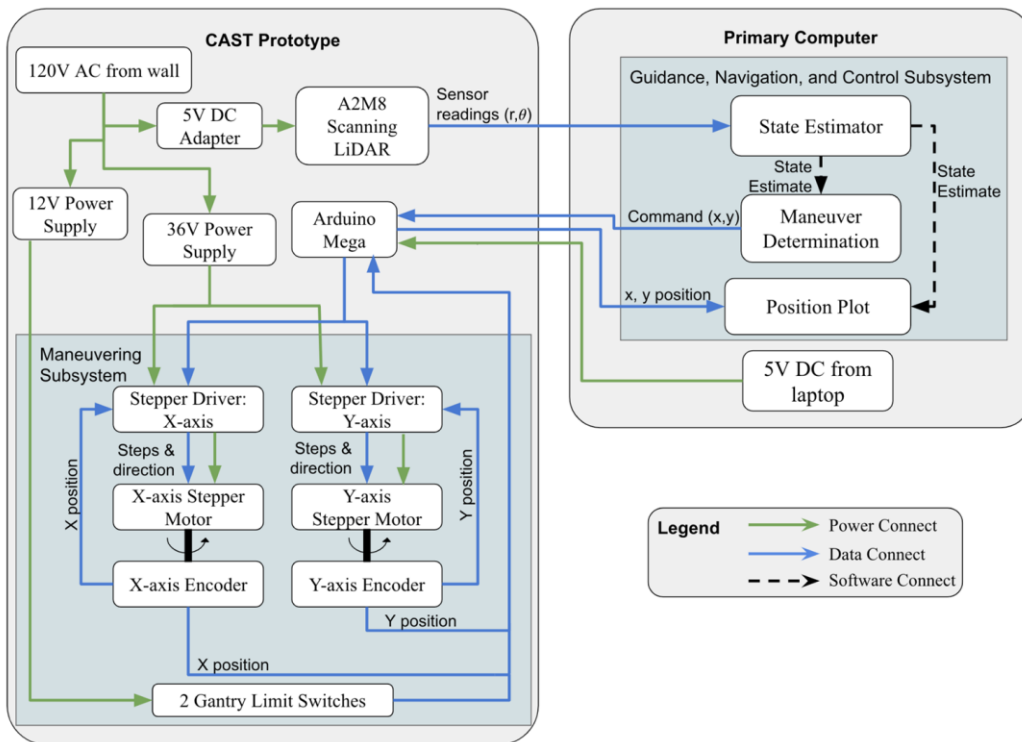 CAST Prototype
120V AC from wall
5V DC
Adapter
A2M8
Scanning
LiDAR
Sensor
readings (r,θ)
12V Power
Supply
36V Power
Supply
Arduino
Mega
Maneuvering
Subsystem
Stepper Driver:
X-axis
Stepper Driver:
Y-axis
Steps &
direction
Steps &
direction
X position
Y position
X-axis Stepper
Motor
Y-axis
Stepper Motor
X-axis Encoder
Y-axis Encoder
Y position
X position
2 Gantry Limit Switches
Primary Computer
Guidance, Navigation, and Control Subsystem
State Estimator
State
Estimate
State
Estimate
Command (x,y)
Maneuver
Determination
x, y position
Position Plot
5V DC from
laptop
Legend
Power Connect
Data Connect
Software Connect